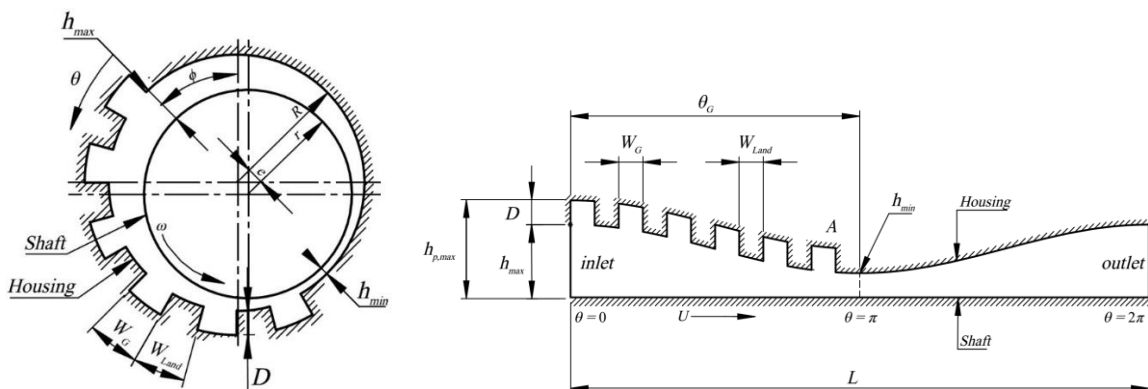 h_max
θ
ϕ
R
r
e
ω
Shaft
Housing
h_min
W_G
W_Land
D
θ_G
W_G
W_Land
D
h_min
Housing
A
h_p,max
h_max
inlet
outlet
θ = 0
U
θ = π
Shaft
θ = 2π
L